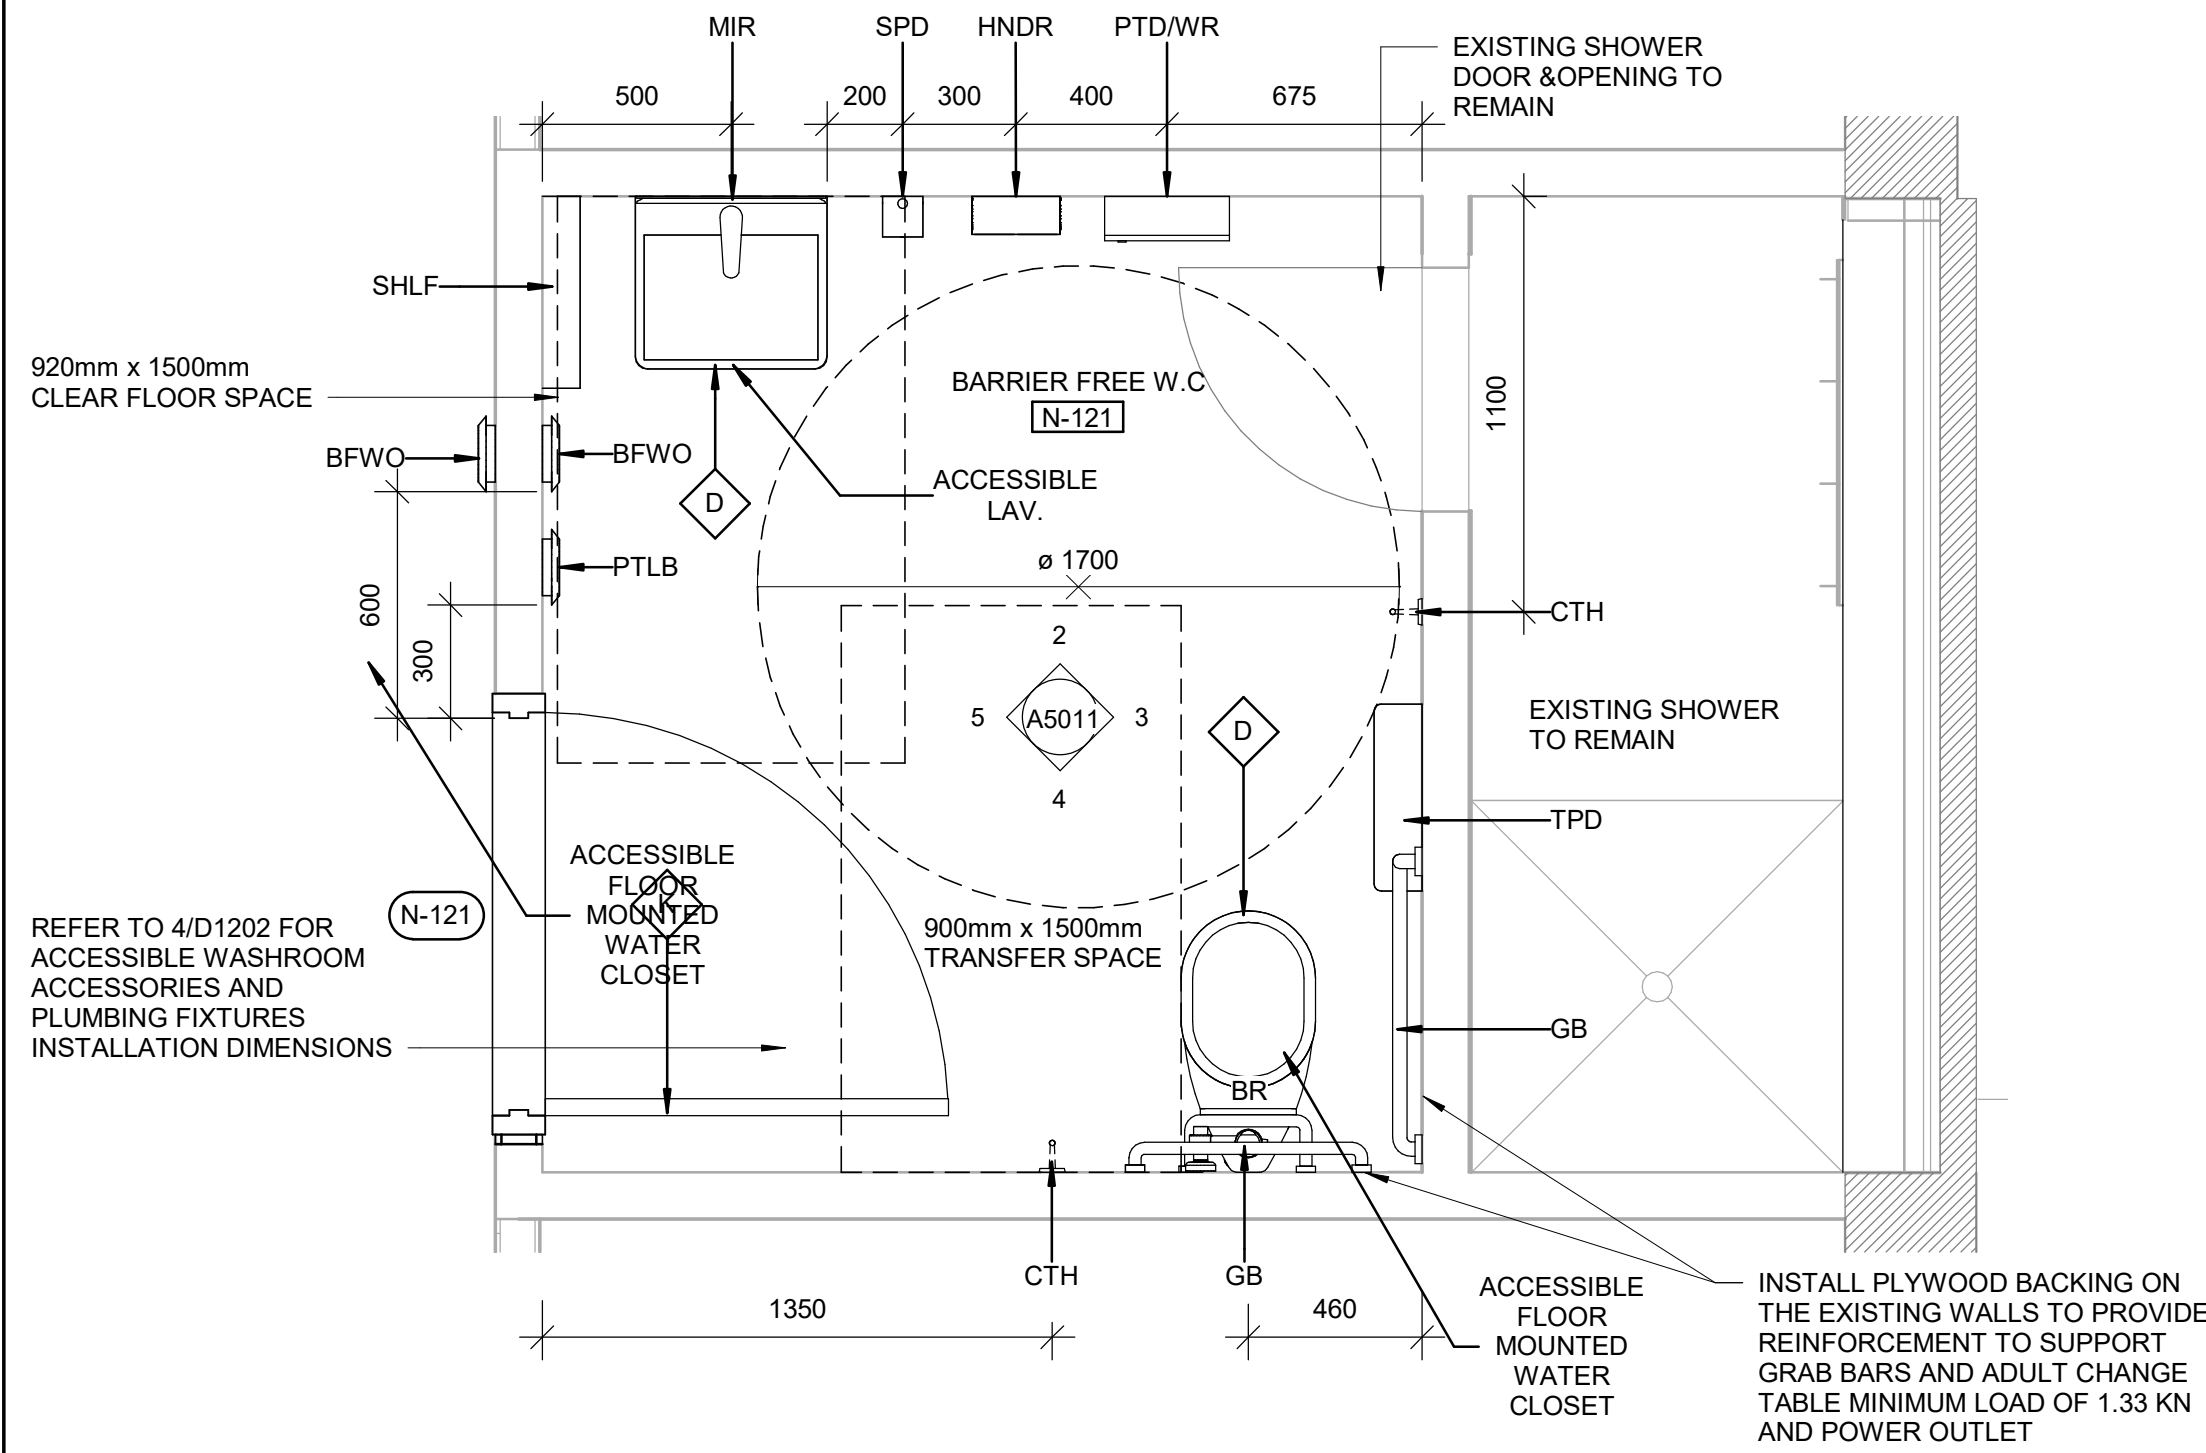 MIR
SPD
HNDR
PTD/WR
EXISTING SHOWER
DOOR &OPENING TO
REMAIN
500
200
300
400
675
SHLF
920mm x 1500mm
CLEAR FLOOR SPACE
BARRIER FREE W.C
N-121
1100
BFWO
BFWO
D
ACCESSIBLE
LAV.
PTLB
ø 1700
600
300
CTH
2
5
A5011
3
4
D
EXISTING SHOWER
TO REMAIN
TPD
ACCESSIBLE
FLOOR
MOUNTED
WATER
CLOSET
K
N-121
REFER TO 4/D1202 FOR
ACCESSIBLE WASHROOM
ACCESSORIES AND
PLUMBING FIXTURES
INSTALLATION DIMENSIONS
900mm x 1500mm
TRANSFER SPACE
GB
BR
CTH
GB
1350
460
ACCESSIBLE
FLOOR
MOUNTED
WATER
CLOSET
INSTALL PLYWOOD BACKING ON
THE EXISTING WALLS TO PROVIDE
REINFORCEMENT TO SUPPORT
GRAB BARS AND ADULT CHANGE
TABLE MINIMUM LOAD OF 1.33 KN
AND POWER OUTLET